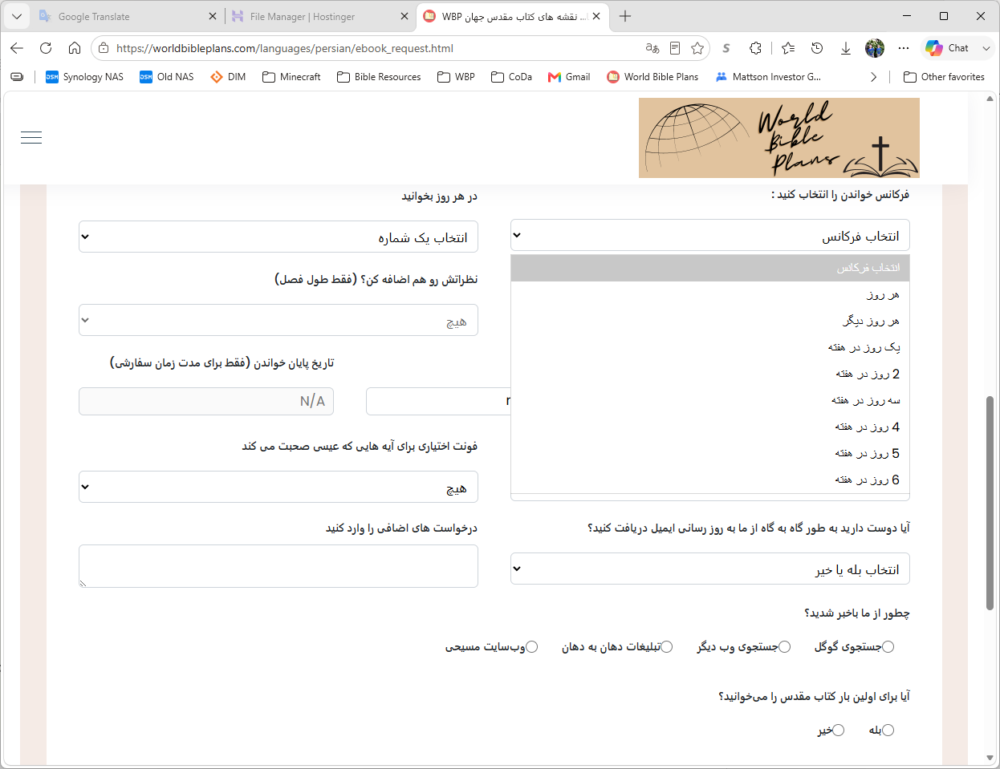 Google Translate
File Manager | Hostinger
WBP نقشه های کتاب مقدس جهان ...ـا
https://worldbibleplans.com/languages/persian/ebook_request.html
Chat
Synology NAS
Old NAS
DIM
Minecraft
Bible Resources
WBP
CoDa
Gmail
World Bible Plans
Mattson Investor G...
Other favorites
World
Bible
Plans
فرکانس خواندن را انتخاب کنید :
در هر روز بخوانید
انتخاب فرکانس
انتخاب یک شماره
انتخاب فرکانس
هر روز
هر روز دیگر
یک روز در هفته
2 روز در هفته
سه روز در هفته
4 روز در هفته
5 روز در هفته
6 روز در هفته
نظراتش رو هم اضافه کن؟ (فقط طول فصل)
هیچ
تاریخ پایان خواندن (فقط برای مدت زمان سفارشی)
N/A
فونت اختیاری برای آیه هایی که عیسی صحبت می کند
هیچ
آیا دوست دارید به طور گاه به گاه از ما به روز رسانی ایمیل دریافت کنید؟
درخواست های اضافی را وارد کنید
انتخاب بله یا خیر
چطور از ما باخبر شدید؟
جستجوی گوگل
جستجوی وب دیگر
تبلیغات دهان به دهان
وب‌سایت مسیحی
آیا برای اولین بار کتاب مقدس را می‌خوانید؟
بله
خیر